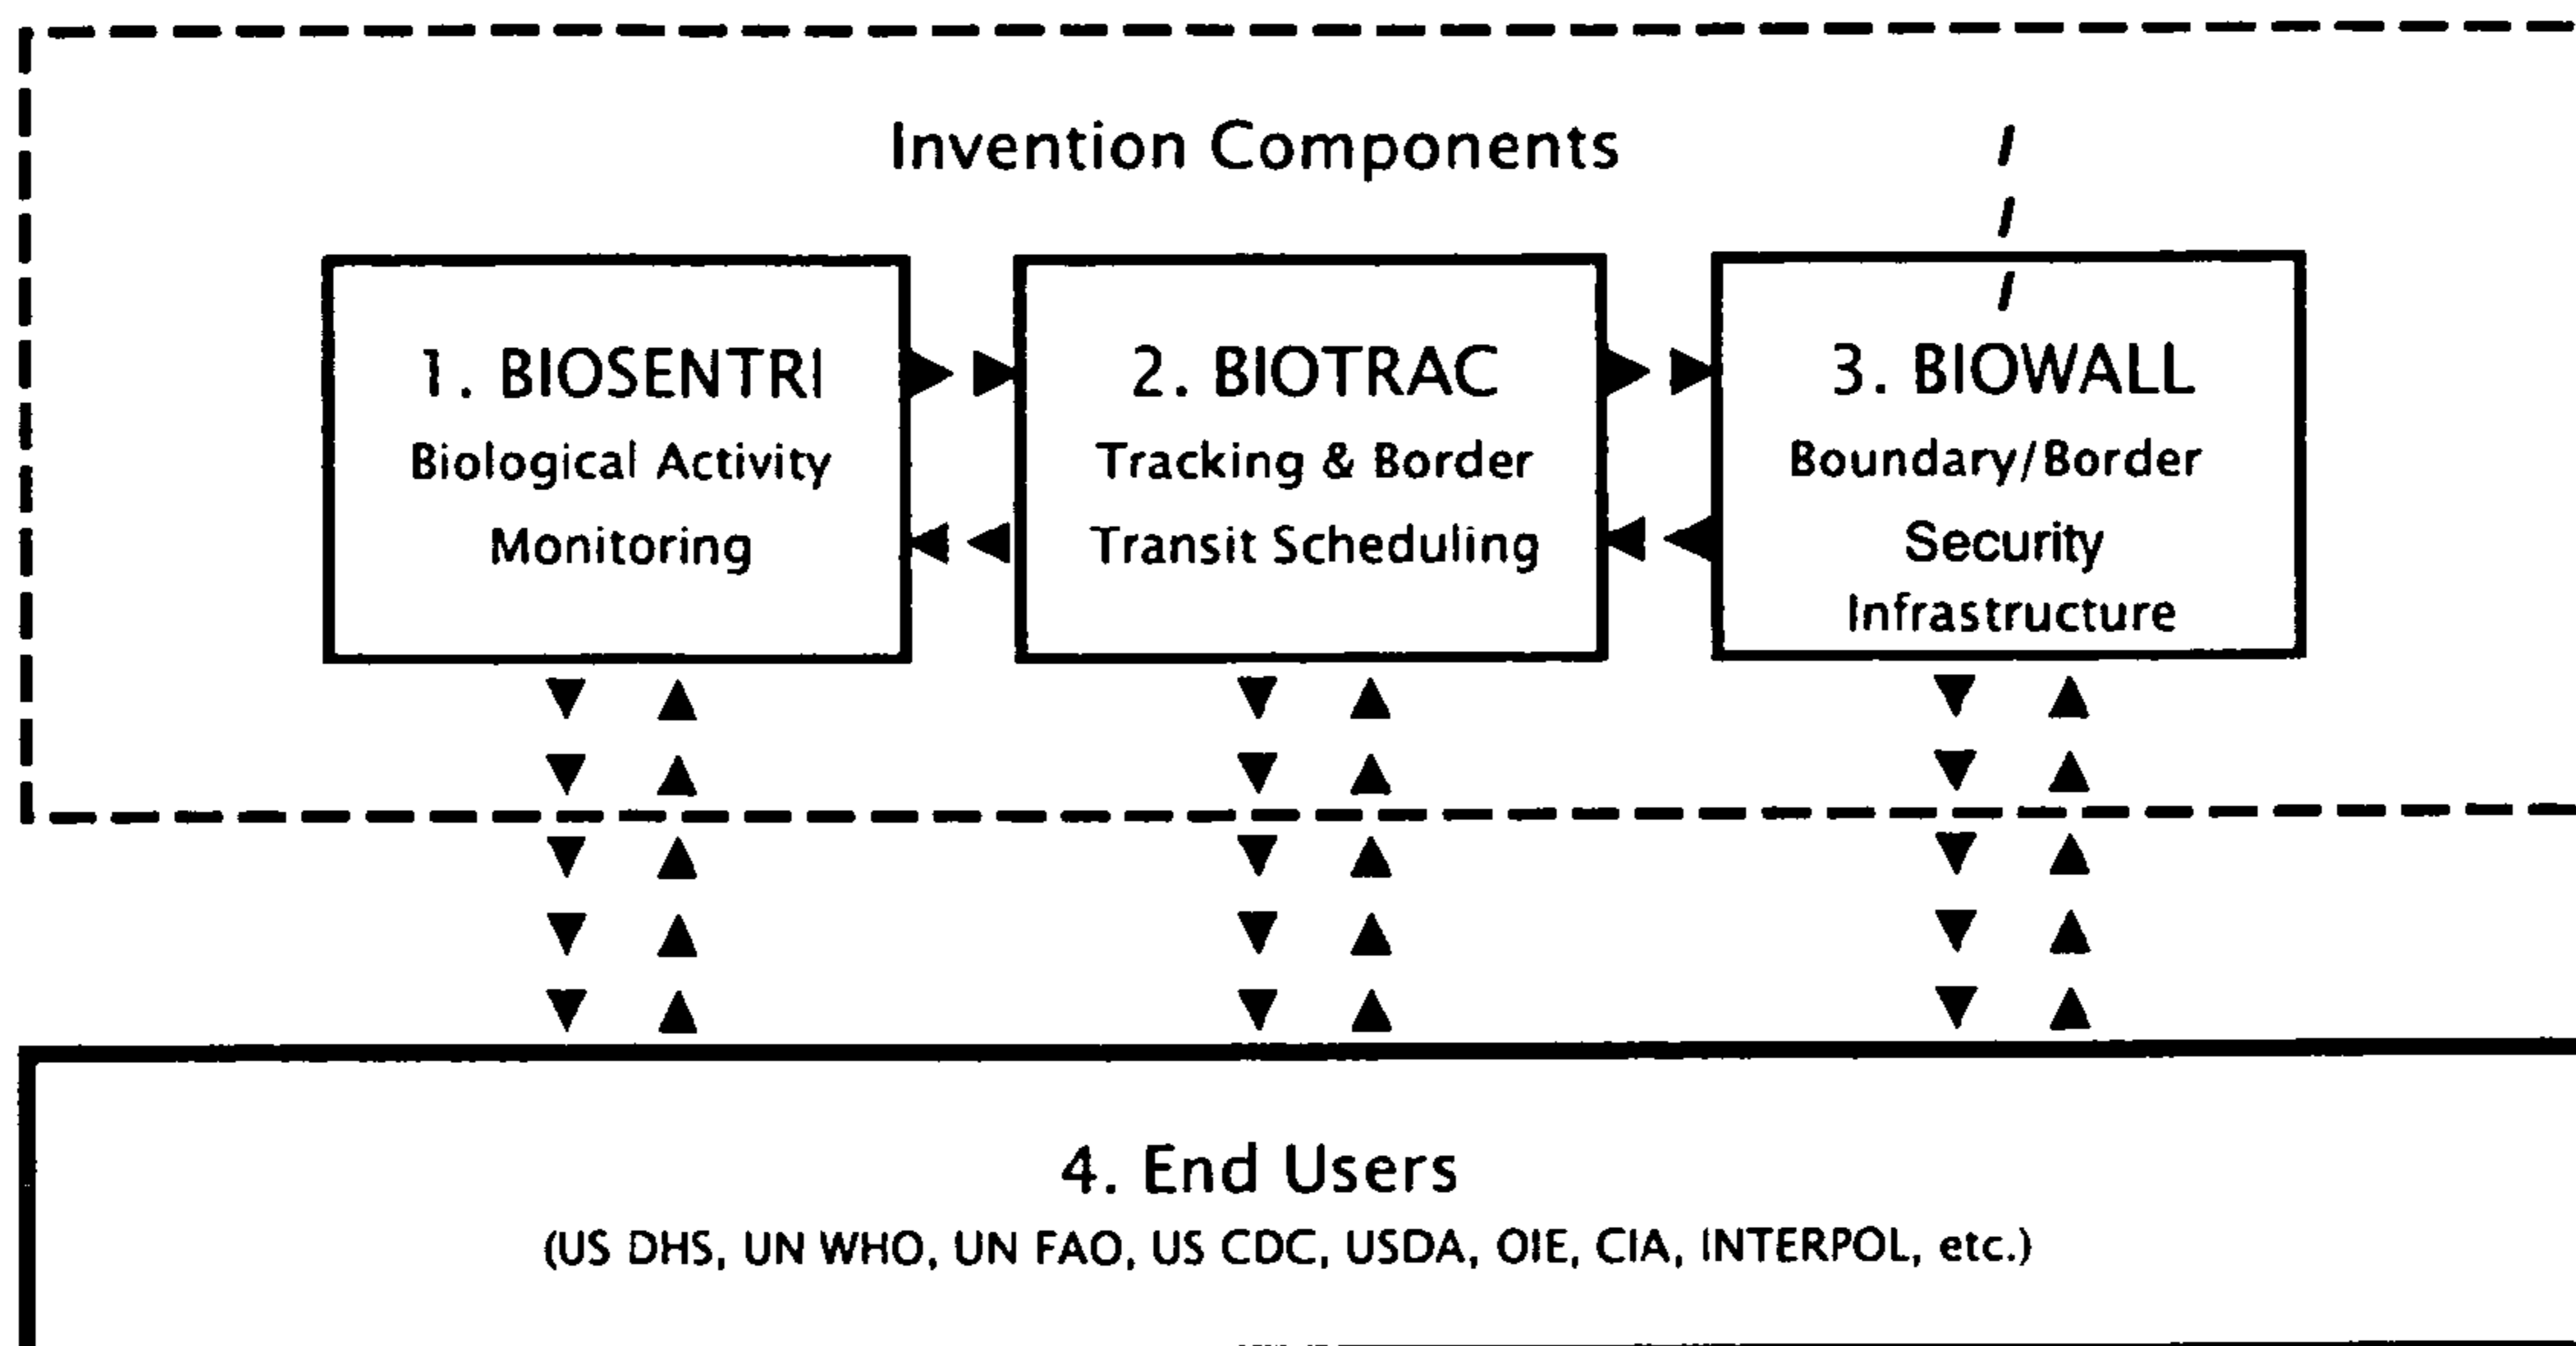 Invention Components
1. BIOSENTRI
Biological Activity
Monitoring
2. BIOTRAC
Tracking & Border
Transit Scheduling
3. BIOWALL
Boundary/Border
Security
Infrastructure
4. End Users
(US DHS, UN WHO, UN FAO, US CDC, USDA, OIE, CIA, INTERPOL, etc.)